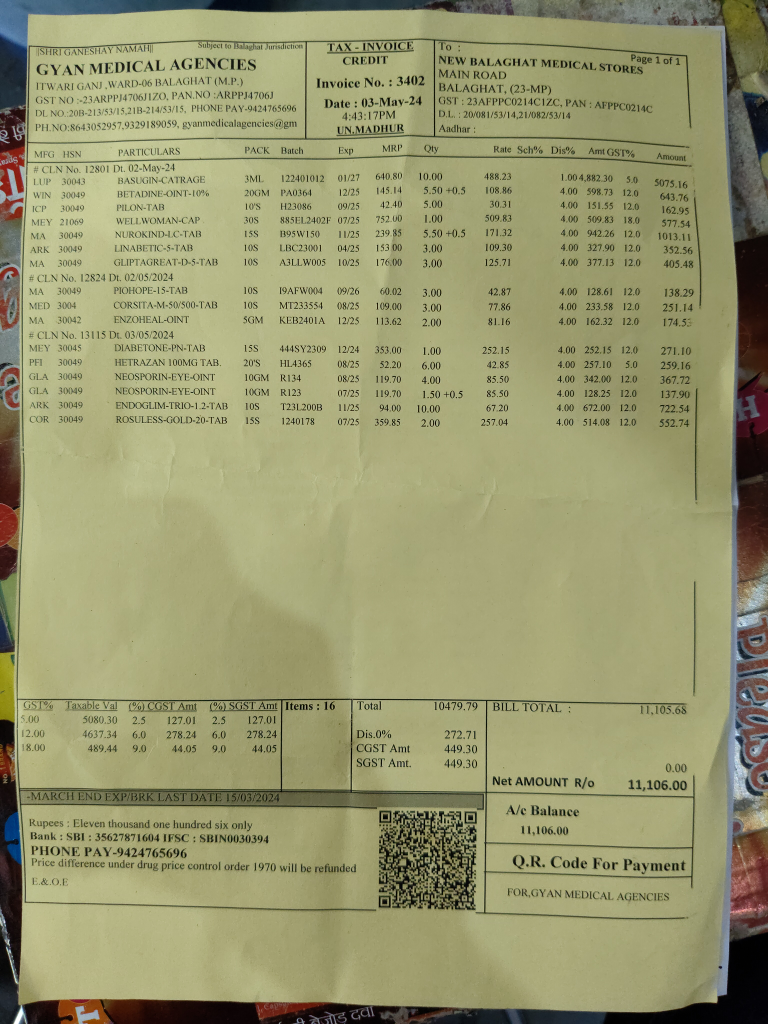 ||SHRI GANESHAY NAMAH|| Subject to Balaghat Jurisdiction
GYAN MEDICAL AGENCIES
ITWARI GANJ ,WARD-06 BALAGHAT (M.P.)
GST NO :-23ARPPJ4706J1ZO, PAN.NO :ARPPJ4706J
DL.NO.:20B-213/53/15,21B-214/53/15, PHONE PAY-9424765696
PH.NO:8643052957,9329189059, gyanmedicalagencies@gm
TAX - INVOICE
CREDIT
Invoice No. : 3402
Date : 03-May-24
4:43:17PM
UN.MADHUR
To :
Page 1 of 1
NEW BALAGHAT MEDICAL STORES
MAIN ROAD
BALAGHAT, (23-MP)
GST : 23AFPPC0214C1ZC, PAN : AFPPC0214C
D.L. : 20/081/53/14,21/082/53/14
Aadhar :
MFG HSN PARTICULARS PACK Batch Exp MRP Qty Rate Sch% Dis% Amt GST% Amount
# CLN No. 12801 Dt. 02-May-24
LUP 30043 BASUGIN-CATRAGE 3ML 122401012 01/27 640.80 10.00 488.23 1.00 4,882.30 5.0 5075.16
WIN 30049 BETADINE-OINT-10% 20GM PA0364 12/25 145.14 5.50 +0.5 108.86 4.00 598.73 12.0 643.76
ICP 30049 PILON-TAB 10'S H23086 09/25 42.40 5.00 30.31 4.00 151.55 12.0 162.95
MEY 21069 WELLWOMAN-CAP 30S 885EL2402F 07/25 752.00 1.00 509.83 4.00 509.83 18.0 577.54
MA 30049 NUROKIND-LC-TAB 15S B95W150 11/25 239.85 5.50 +0.5 171.32 4.00 942.26 12.0 1013.11
ARK 30049 LINABETIC-5-TAB 10S LBC23001 04/25 153.00 3.00 109.30 4.00 327.90 12.0 352.56
MA 30049 GLIPTAGREAT-D-5-TAB 10S A3LLW005 10/25 176.00 3.00 125.71 4.00 377.13 12.0 405.48
# CLN No. 12824 Dt. 02/05/2024
MA 30049 PIOHOPE-15-TAB 10S I9AFW004 09/26 60.02 3.00 42.87 4.00 128.61 12.0 138.29
MED 3004 CORSITA-M-50/500-TAB 10S MT233554 08/25 109.00 3.00 77.86 4.00 233.58 12.0 251.14
MA 30042 ENZOHEAL-OINT 5GM KEB2401A 12/25 113.62 2.00 81.16 4.00 162.32 12.0 174.53
# CLN No. 13115 Dt. 03/05/2024
MEY 30045 DIABETONE-PN-TAB 15S 444SY2309 12/24 353.00 1.00 252.15 4.00 252.15 12.0 271.10
PFI 30049 HETRAZAN 100MG TAB. 20'S HL4365 08/25 52.20 6.00 42.85 4.00 257.10 5.0 259.16
GLA 30049 NEOSPORIN-EYE-OINT 10GM R134 08/25 119.70 4.00 85.50 4.00 342.00 12.0 367.72
GLA 30049 NEOSPORIN-EYE-OINT 10GM R123 07/25 119.70 1.50 +0.5 85.50 4.00 128.25 12.0 137.90
ARK 30049 ENDOGLIM-TRIO-1.2-TAB 10S T23L200B 11/25 94.00 10.00 67.20 4.00 672.00 12.0 722.54
COR 30049 ROSULESS-GOLD-20-TAB 15S 1240178 07/25 359.85 2.00 257.04 4.00 514.08 12.0 552.74
GST% Taxable Val (%) CGST Amt (%) SGST Amt
5.00 5080.30 2.5 127.01 2.5 127.01
12.00 4637.34 6.0 278.24 6.0 278.24
18.00 489.44 9.0 44.05 9.0 44.05
Items : 16
Total 10479.79
Dis.0% 272.71
CGST Amt 449.30
SGST Amt. 449.30
BILL TOTAL : 11,105.68
0.00
Net AMOUNT R/o 11,106.00
-MARCH END EXP/BRK LAST DATE 15/03/2024
Rupees : Eleven thousand one hundred six only
Bank : SBI : 35627871604 IFSC : SBIN0030394
PHONE PAY-9424765696
Price difference under drug price control order 1970 will be refunded
E.&.O.E
A/c Balance
11,106.00
Q.R. Code For Payment
FOR,GYAN MEDICAL AGENCIES